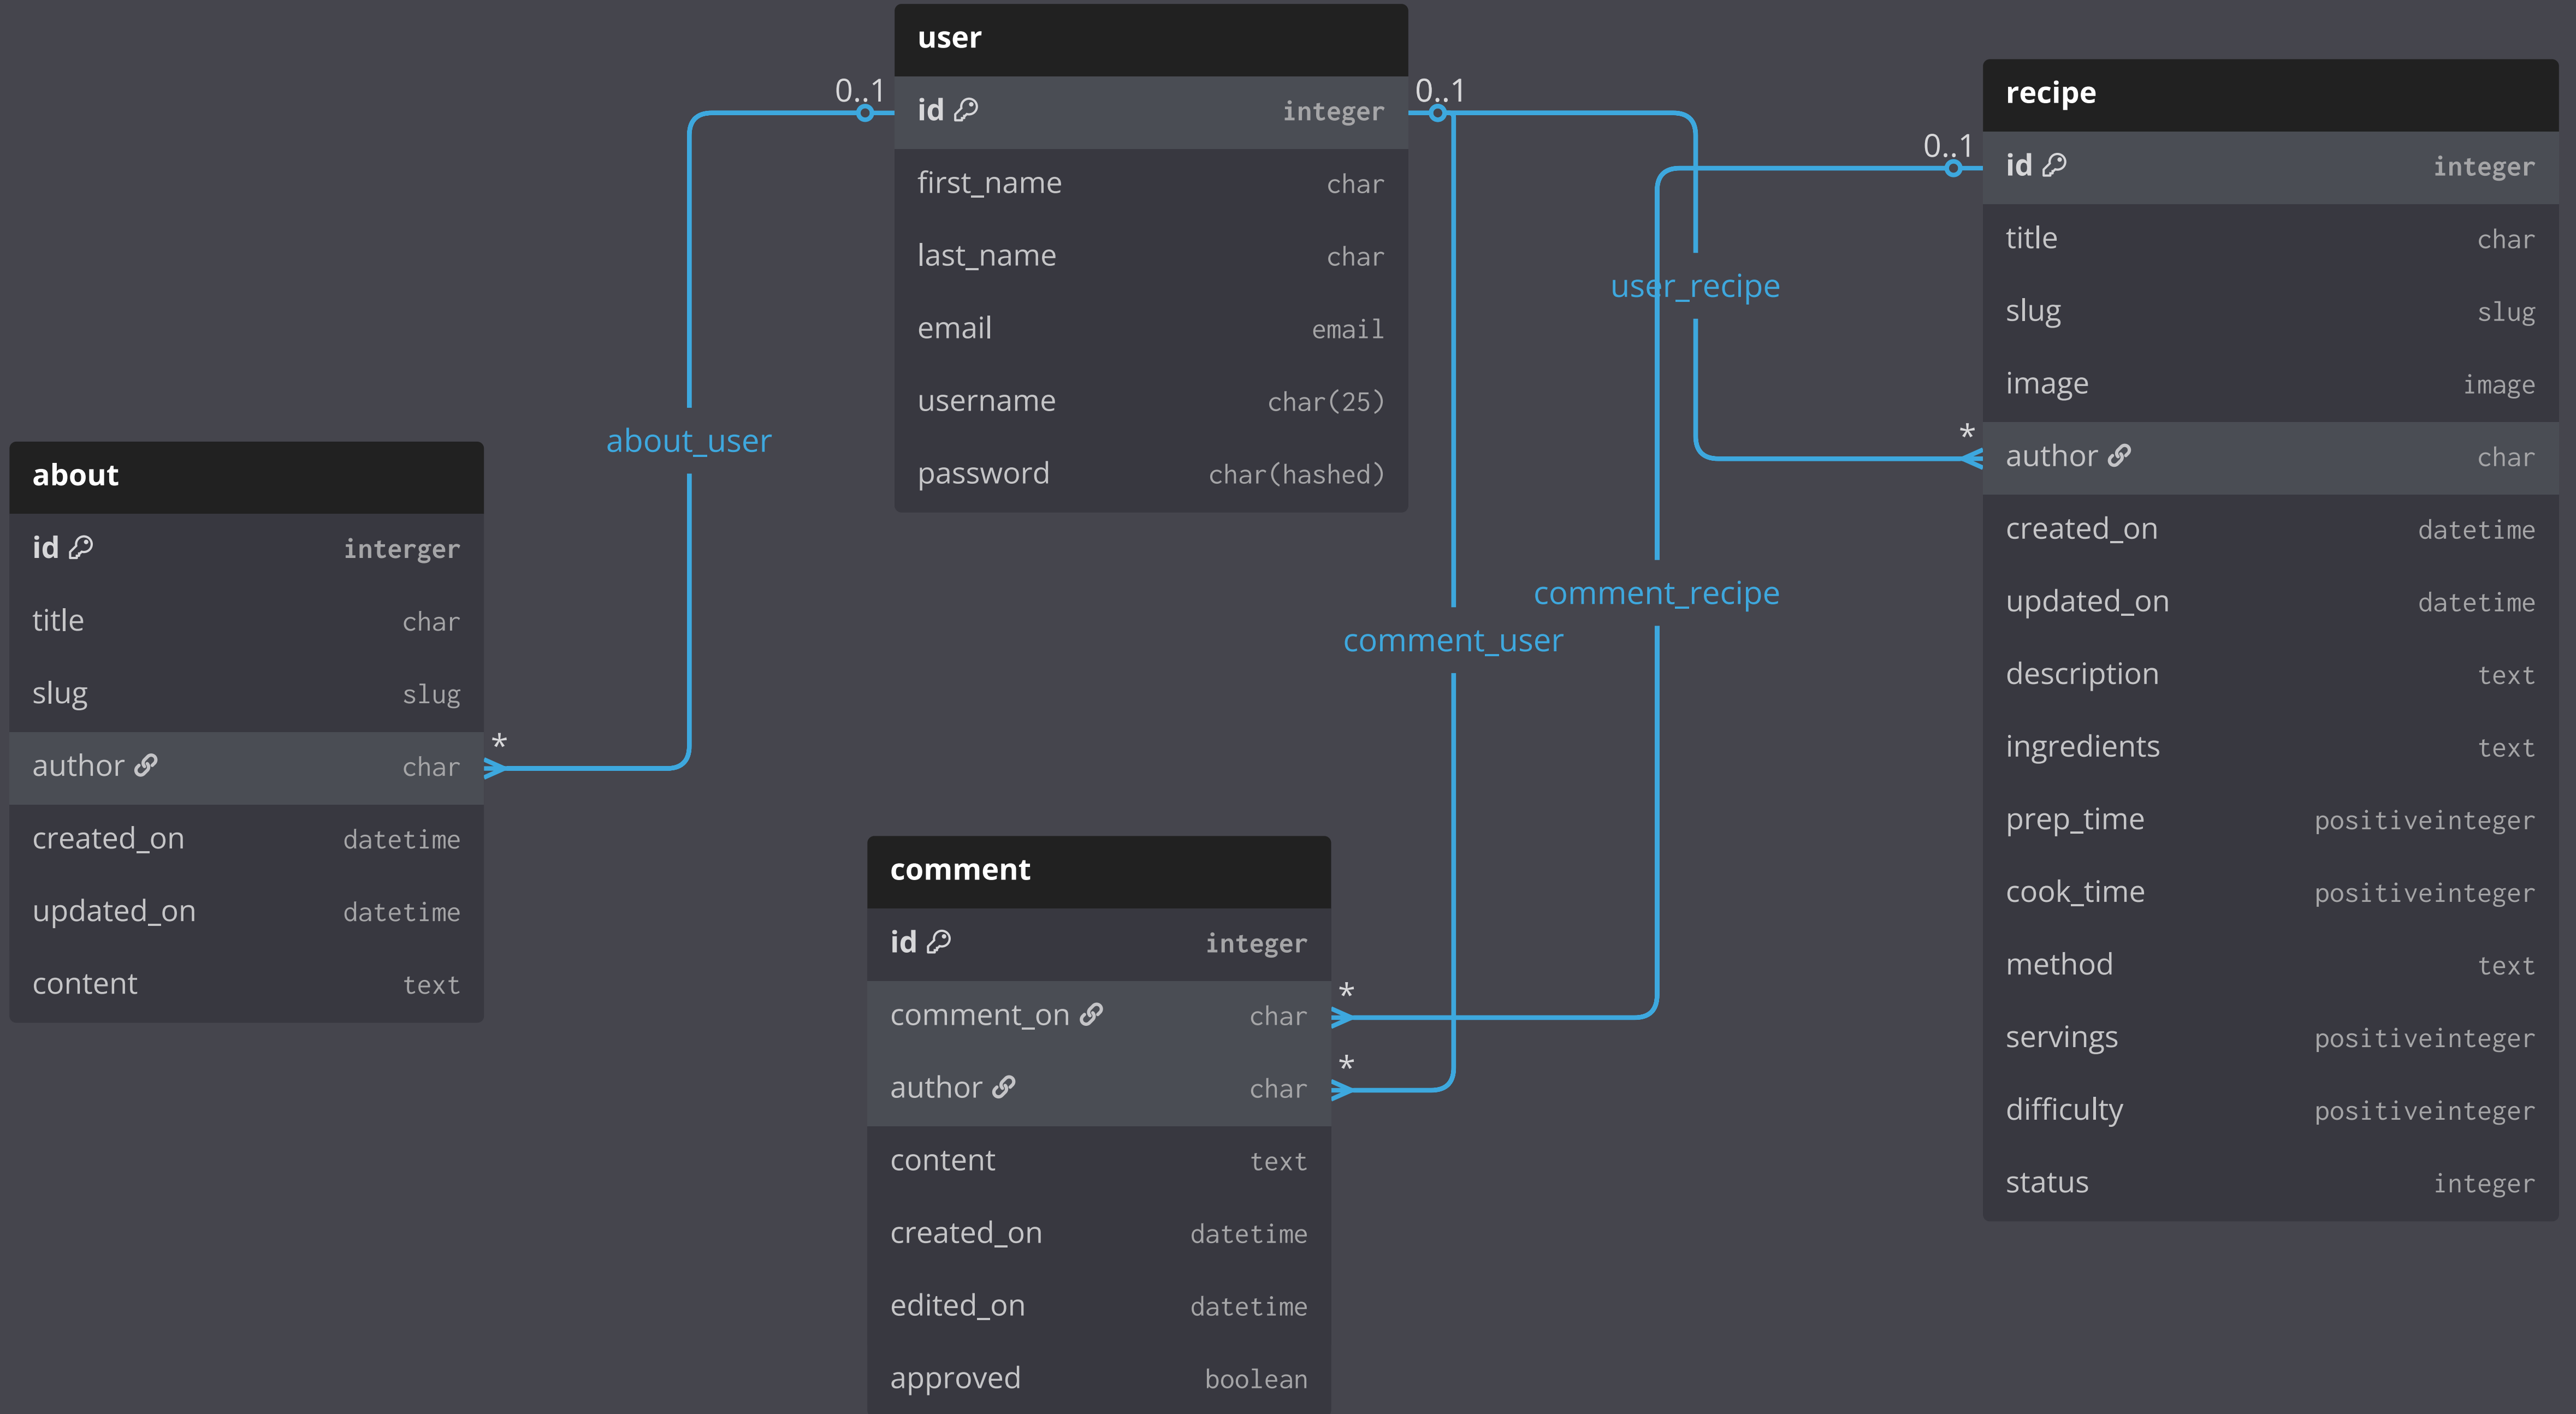 user
0..1
id integer
0..1
first_name char
last_name char
email email
username char(25)
password char(hashed)
recipe
0..1
id integer
title char
slug slug
image image
*
author char
created_on datetime
updated_on datetime
description text
ingredients text
prep_time positiveinteger
cook_time positiveinteger
method text
servings positiveinteger
difficulty positiveinteger
status integer
user_recipe
about_user
comment_recipe
comment_user
about
id interger
title char
slug slug
*
author char
created_on datetime
updated_on datetime
content text
comment
id integer
*
comment_on char
*
author char
content text
created_on datetime
edited_on datetime
approved boolean